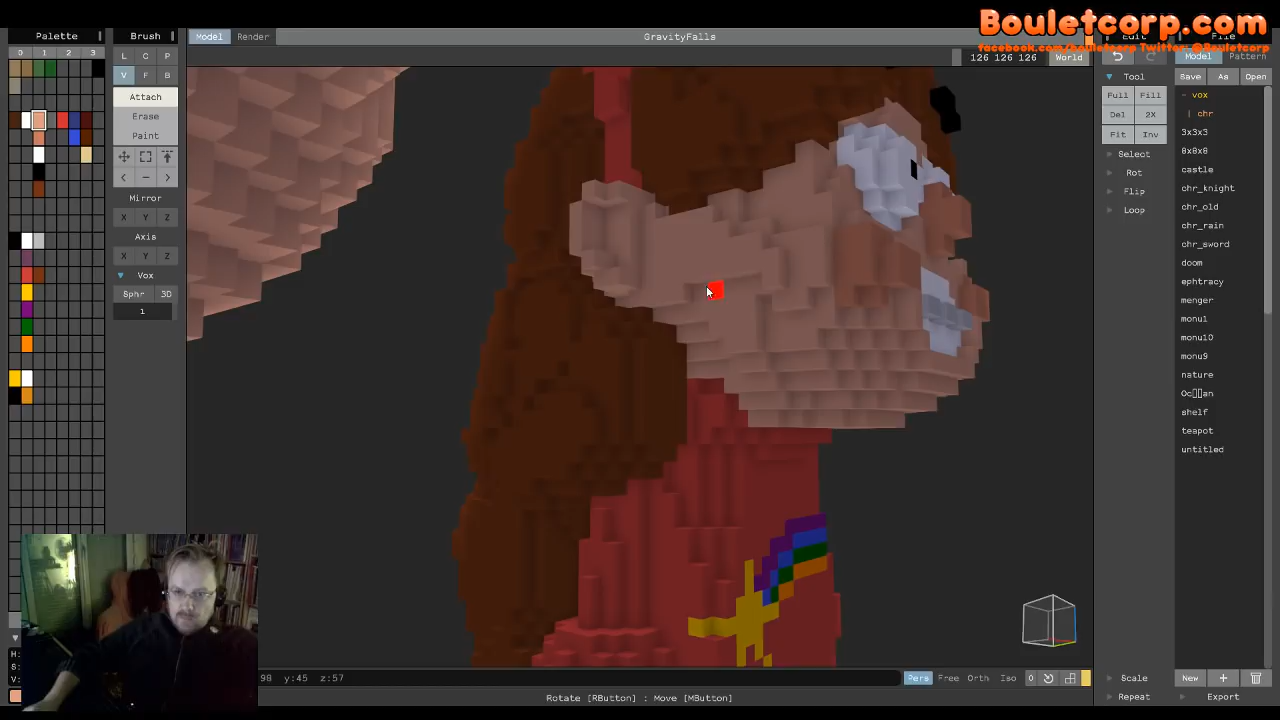 Bouletcorp.com
facebook.com/bouletcorp Twitter @Bouletcorp
Palette
0 1 2 3
Brush
L C P
V F B
Attach
Erase
Paint
Mirror
X Y Z
Axis
X Y Z
Vox
Sphr 3D
1
Model Render
GravityFalls
126 126 126 World
Edit
Tool
Full Fill
Del 2X
Fit Inv
Select
Rot
Flip
Loop
Scale
Repeat
File
Model Pattern
Save As Open
- vox
| chr
3x3x3
8x8x8
castle
chr_knight
chr_old
chr_rain
chr_sword
doom
ephtracy
menger
monu1
monu10
monu9
nature
shelf
teapot
untitled
New +
Export
H:
S:
V:
98 y:45 z:57
Pers Free Orth Iso 0
Rotate [RButton] : Move [MButton]